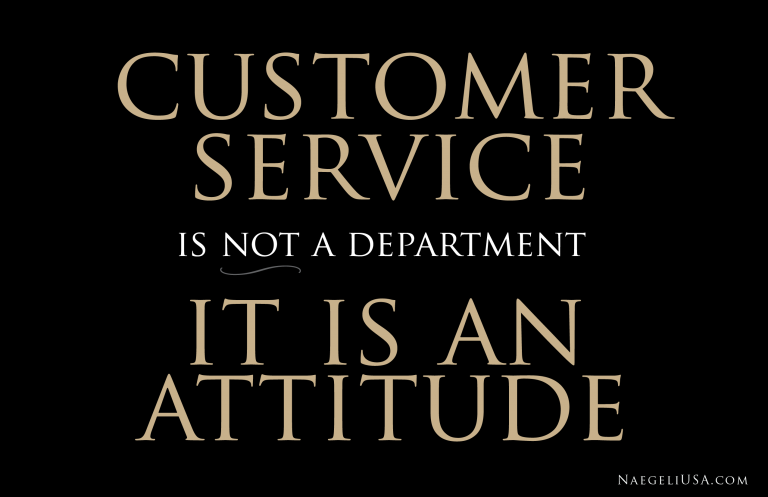 CUSTOMER
SERVICE
IS NOT A DEPARTMENT
IT IS AN
ATTITUDE
NAEGELIUSA.COM